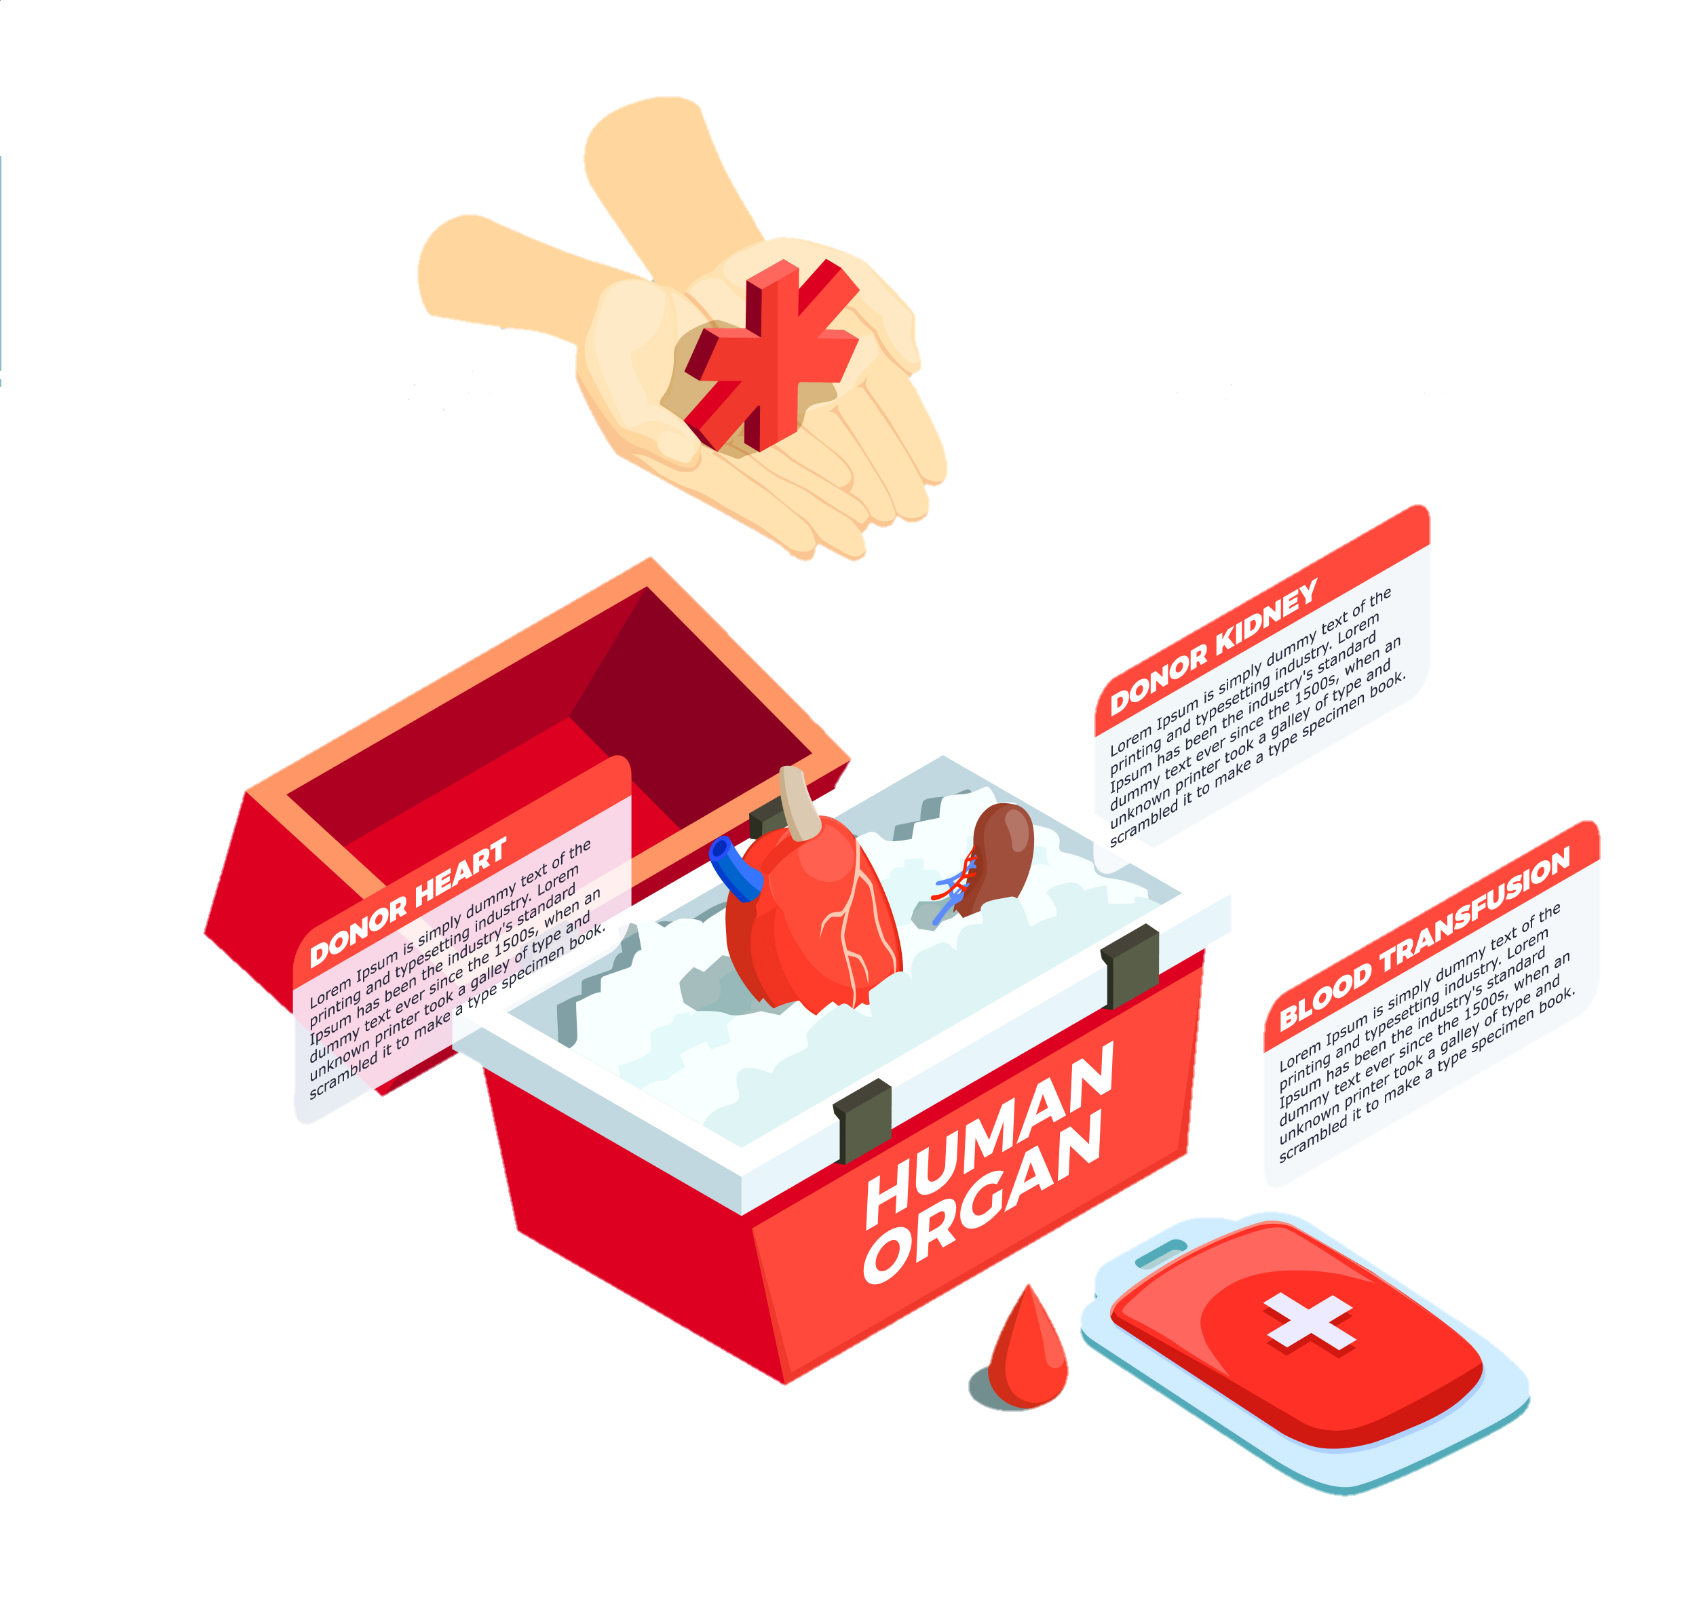 DONOR KIDNEY
Lorem Ipsum is simply dummy text of the
printing and typesetting industry. Lorem
Ipsum has been the industry's standard
dummy text ever since the 1500s, when an
unknown printer took a galley of type and
scrambled it to make a type specimen book.
DONOR HEART
Lorem Ipsum is simply dummy text of the
printing and typesetting industry. Lorem
Ipsum has been the industry's standard
dummy text ever since the 1500s, when an
unknown printer took a galley of type and
scrambled it to make a type specimen book.
BLOOD TRANSFUSION
Lorem Ipsum is simply dummy text of the
printing and typesetting industry. Lorem
Ipsum has been the industry's standard
dummy text ever since the 1500s, when an
unknown printer took a galley of type and
scrambled it to make a type specimen book.
HUMAN
ORGAN